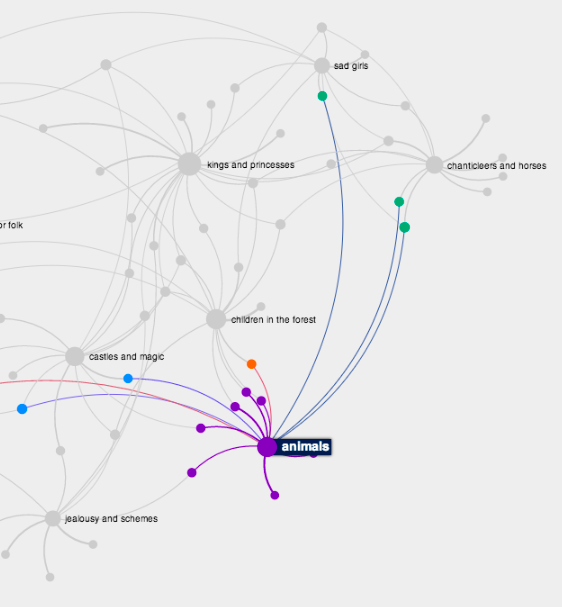 sad girls
kings and princesses
chanticleers and horses
or folk
children in the forest
castles and magic
animals
jealousy and schemes